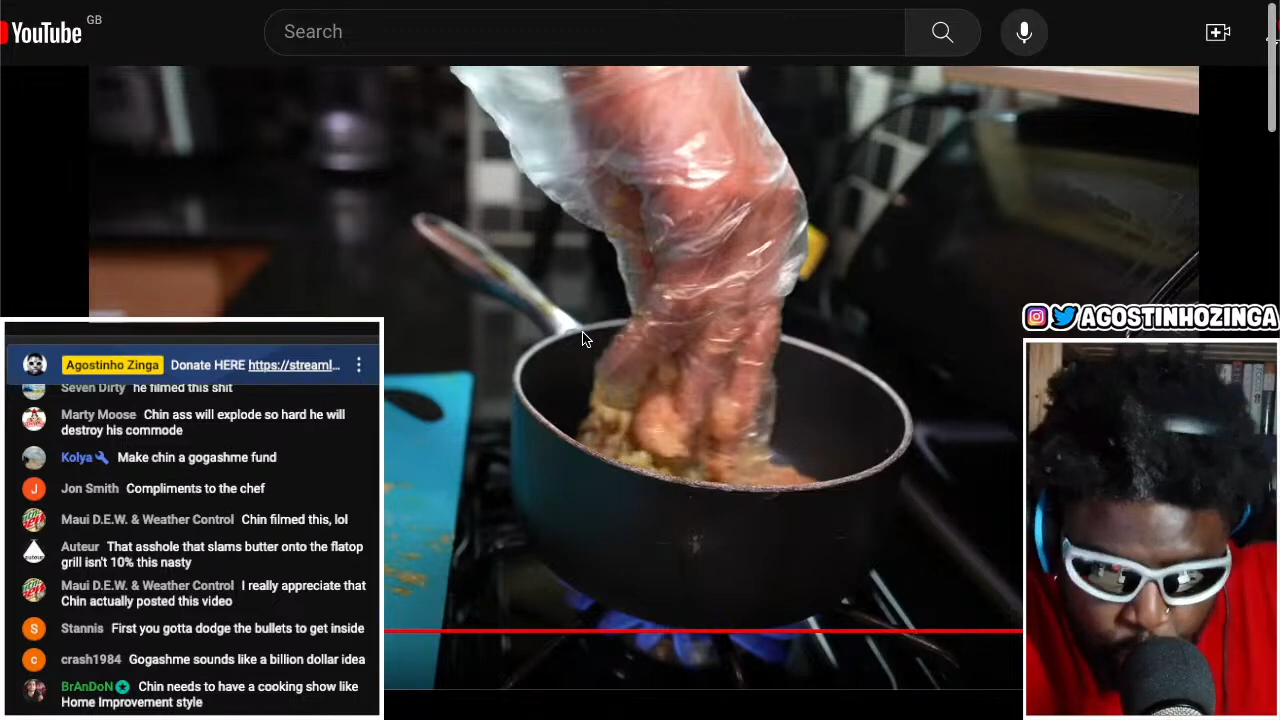 YouTube GB
Search
AGOSTINHOZINGA
Agostinho Zinga Donate HERE https://streaml...
Seven Dirty he filmed this shit
Marty Moose Chin ass will explode so hard he will
destroy his commode
Kolya Make chin a gogashme fund
J Jon Smith Compliments to the chef
Maui D.E.W. & Weather Control Chin filmed this, lol
Auteur That asshole that slams butter onto the flatop
grill isn't 10% this nasty
Maui D.E.W. & Weather Control I really appreciate that
Chin actually posted this video
S Stannis First you gotta dodge the bullets to get inside
c crash1984 Gogashme sounds like a billion dollar idea
BrAnDoN Chin needs to have a cooking show like
Home Improvement style